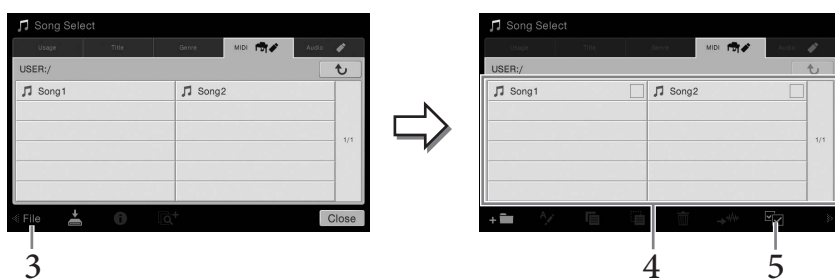 Song Select
Usage Title Genre MIDI Audio
USER:/
Song1 Song2
1/1
File Close
3
Song Select
Usage Title Genre MIDI Audio
USER:/
Song1 Song2
1/1
4 5